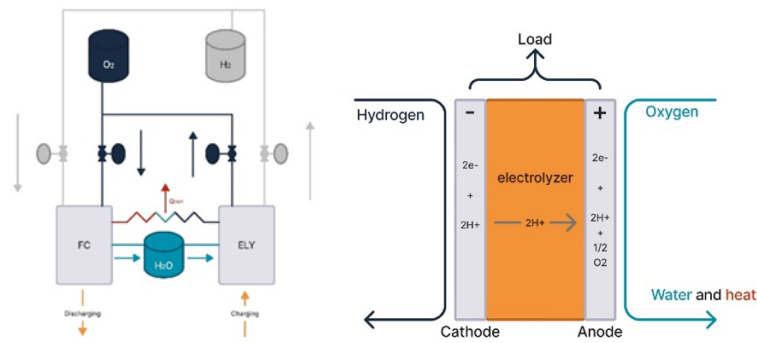 O2
H2
Qheat
FC
H2O
ELY
Discharging
Charging
Load
Hydrogen
-
+
Oxygen
2e-
+
2H+
electrolyzer
2H+
2e-
+
2H+
+
1/2
O2
Water and heat
Cathode
Anode